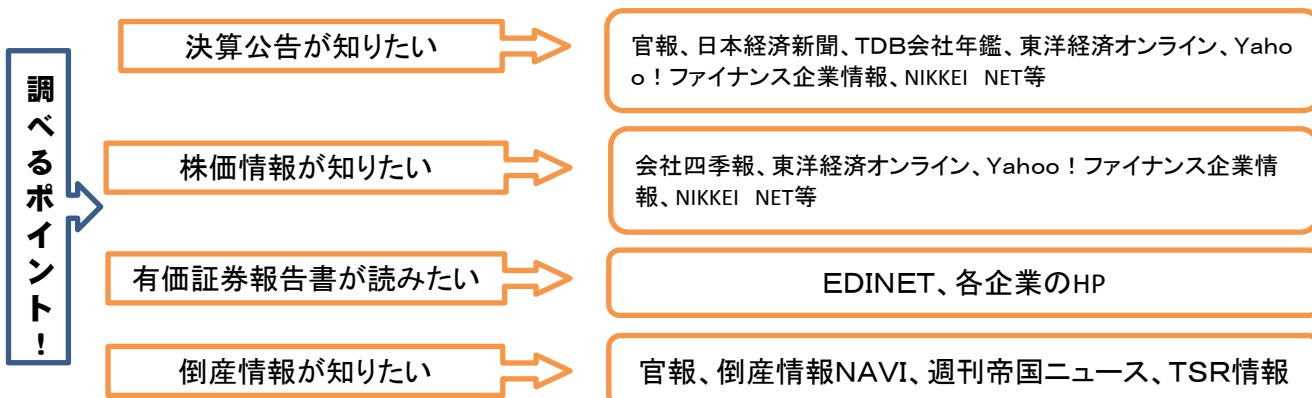 調べるポイント!
決算公告が知りたい
官報、日本経済新聞、TDB会社年鑑、東洋経済オンライン、Yaho
o!ファイナンス企業情報、NIKKEI NET等
株価情報が知りたい
会社四季報、東洋経済オンライン、Yahoo!ファイナンス企業情
報、NIKKEI NET等
有価証券報告書が読みたい
EDINET、各企業のHP
倒産情報が知りたい
官報、倒産情報NAVI、週刊帝国ニュース、TSR情報